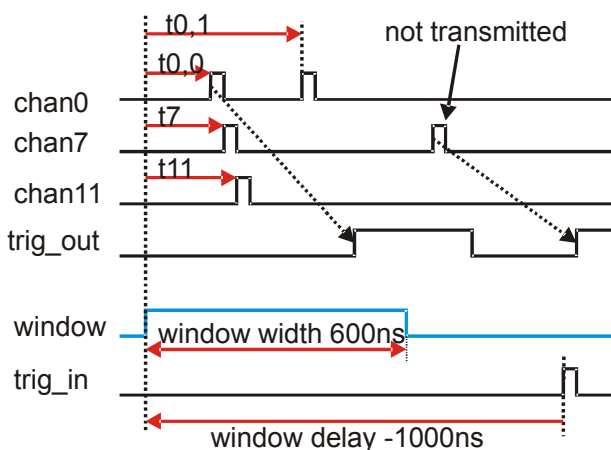 t0,1
not transmitted
t0,0
chan0
t7
chan7
t11
chan11
trig_out
window
window width 600ns
trig_in
window delay -1000ns